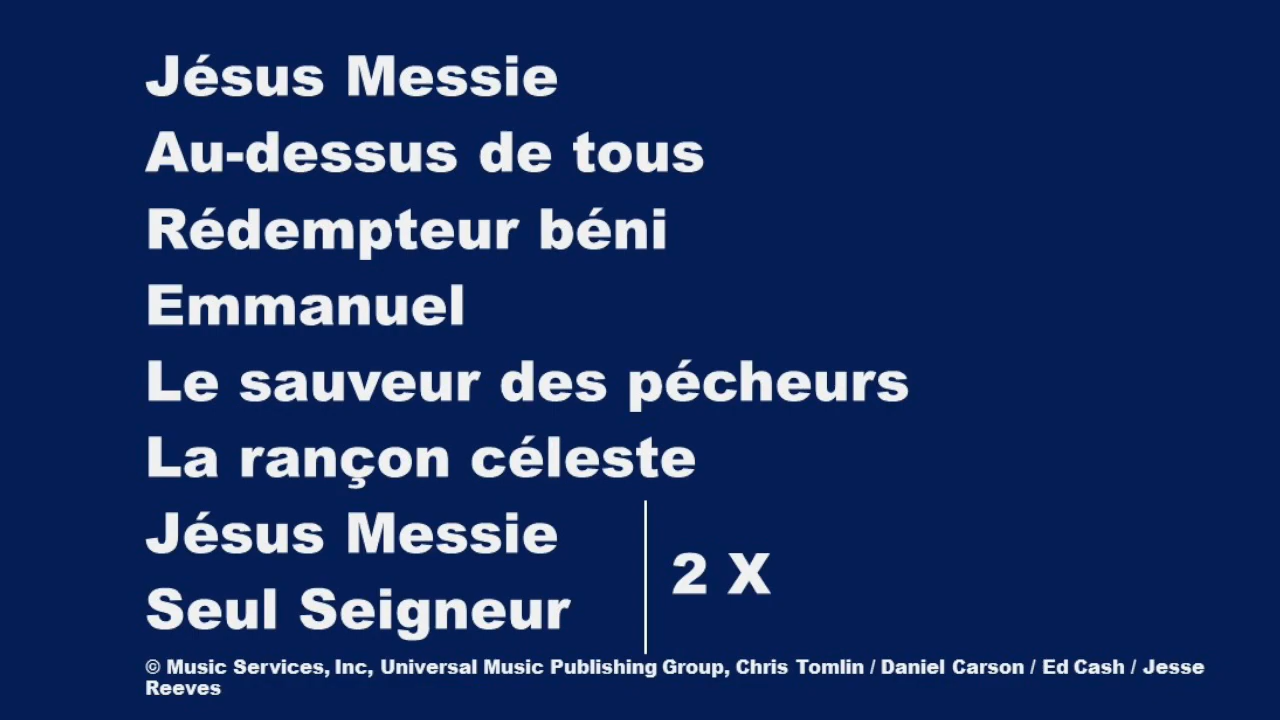 Jésus Messie
Au-dessus de tous
Rédempteur béni
Emmanuel
Le sauveur des pécheurs
La rançon céleste
Jésus Messie
Seul Seigneur
2 X
© Music Services, Inc, Universal Music Publishing Group, Chris Tomlin / Daniel Carson / Ed Cash / Jesse
Reeves